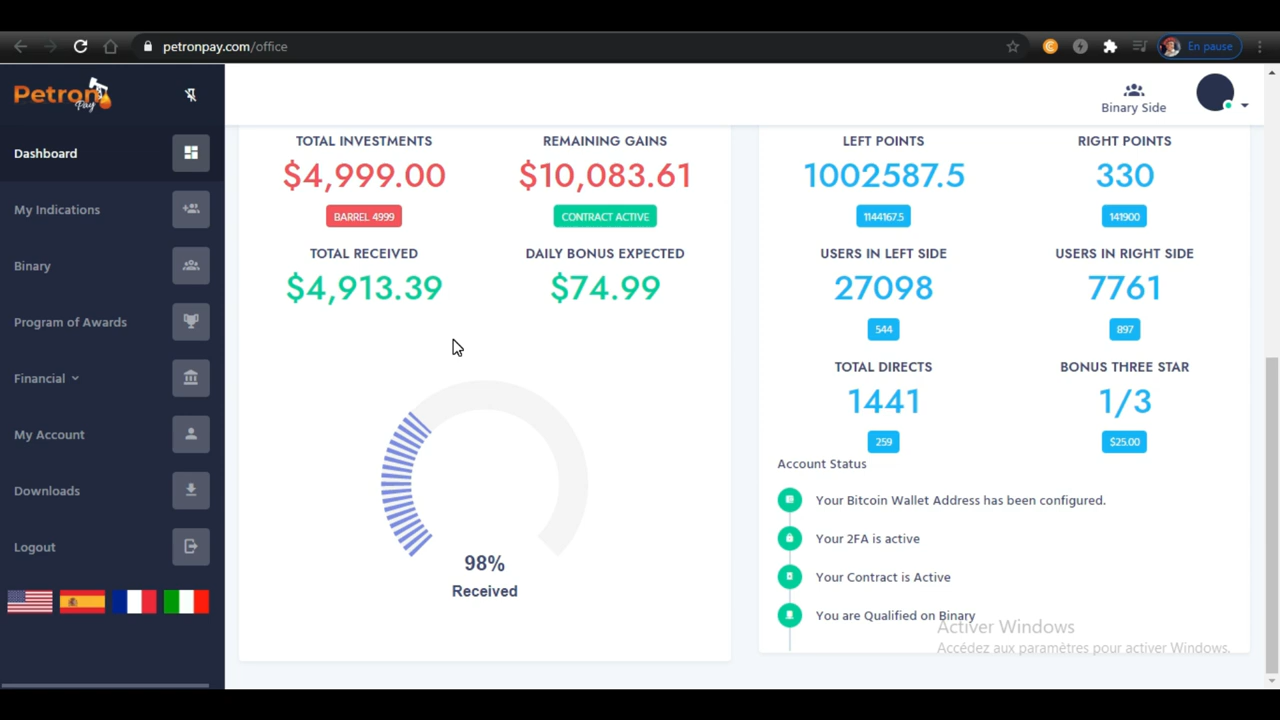 petronpay.com/office
En pause
Petron
Pay
Binary Side
Dashboard
My Indications
Binary
Program of Awards
Financial
My Account
Downloads
Logout
TOTAL INVESTMENTS
$4,999.00
BARREL 4999
REMAINING GAINS
$10,083.61
CONTRACT ACTIVE
TOTAL RECEIVED
$4,913.39
DAILY BONUS EXPECTED
$74.99
98%
Received
LEFT POINTS
1002587.5
1144167.5
RIGHT POINTS
330
141900
USERS IN LEFT SIDE
27098
544
USERS IN RIGHT SIDE
7761
897
TOTAL DIRECTS
1441
259
BONUS THREE STAR
1/3
$25.00
Account Status
Your Bitcoin Wallet Address has been configured.
Your 2FA is active
Your Contract is Active
You are Qualified on Binary
Activer Windows
Accédez aux paramètres pour activer Windows.